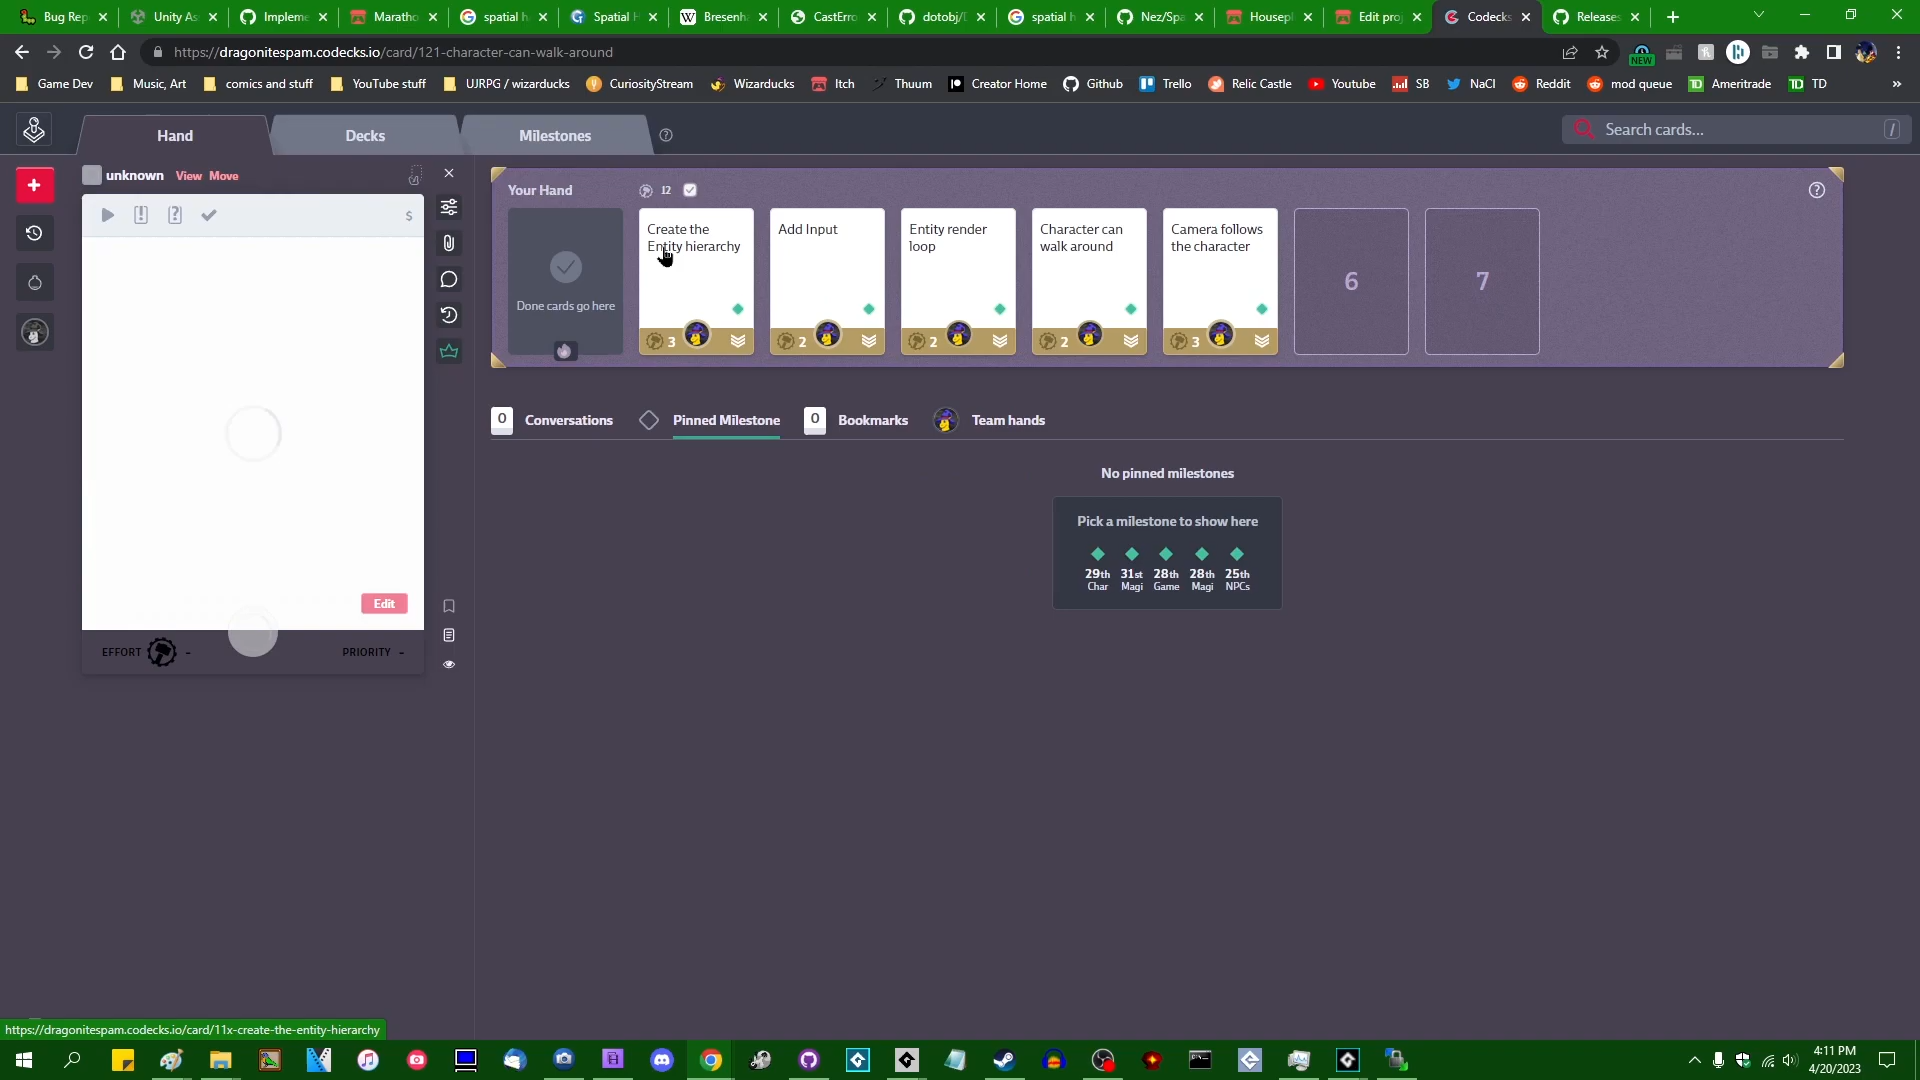 Bug Rep
Unity As
Impleme
Maratho
spatial h
Spatial H
Bresenha
CastErro
dotobj/
spatial h
Nez/Spa
Housepl
Edit proj
Codecks
Releases
https://dragonitespam.codecks.io/card/121-character-can-walk-around
NEW
Game Dev
Music, Art
comics and stuff
YouTube stuff
UJRPG / wizarducks
CuriosityStream
Wizarducks
Itch
Thuum
Creator Home
Github
Trello
Relic Castle
Youtube
SB
NaCl
Reddit
mod queue
Ameritrade
TD
»
Hand
Decks
Milestones
Search cards...
/
unknown View Move
$
Edit
EFFORT -
PRIORITY -
Your Hand
12
Done cards go here
Create the
Entity hierarchy
3
Add Input
2
Entity render
loop
2
Character can
walk around
2
Camera follows
the character
3
6
7
0 Conversations
Pinned Milestone
0 Bookmarks
Team hands
No pinned milestones
Pick a milestone to show here
29th 31st 28th 28th 25th
Char Magi Game Magi NPCs
https://dragonitespam.codecks.io/card/11x-create-the-entity-hierarchy
4:11 PM
4/20/2023